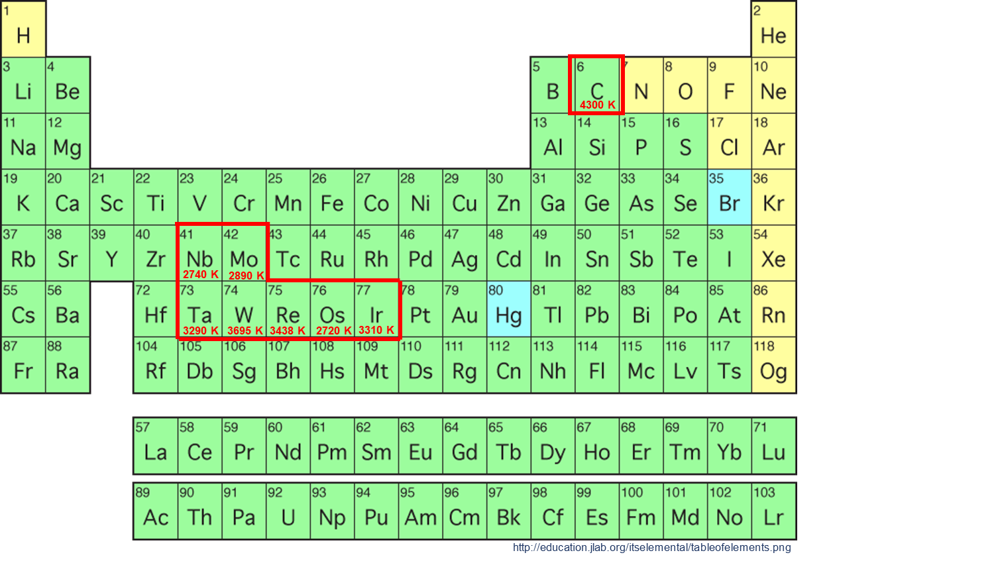 1 2
H He
3 4 5 6 7 8 9 10
Li Be B C N O F Ne
4300 K
11 12 13 14 15 16 17 18
Na Mg Al Si P S Cl Ar
19 20 21 22 23 24 25 26 27 28 29 30 31 32 33 34 35 36
K Ca Sc Ti V Cr Mn Fe Co Ni Cu Zn Ga Ge As Se Br Kr
37 38 39 40 41 42 43 44 45 46 47 48 49 50 51 52 53 54
Rb Sr Y Zr Nb Mo Tc Ru Rh Pd Ag Cd In Sn Sb Te I Xe
2740 K 2890 K
55 56 72 73 74 75 76 77 78 79 80 81 82 83 84 85 86
Cs Ba Hf Ta W Re Os Ir Pt Au Hg Tl Pb Bi Po At Rn
3290 K 3695 K 3438 K 2720 K 3310 K
87 88 104 105 106 107 108 109 110 111 112 113 114 115 116 117 118
Fr Ra Rf Db Sg Bh Hs Mt Ds Rg Cn Nh Fl Mc Lv Ts Og
57 58 59 60 61 62 63 64 65 66 67 68 69 70 71
La Ce Pr Nd Pm Sm Eu Gd Tb Dy Ho Er Tm Yb Lu
89 90 91 92 93 94 95 96 97 98 99 100 101 102 103
Ac Th Pa U Np Pu Am Cm Bk Cf Es Fm Md No Lr
http://education.jlab.org/itselemental/tableofelements.png